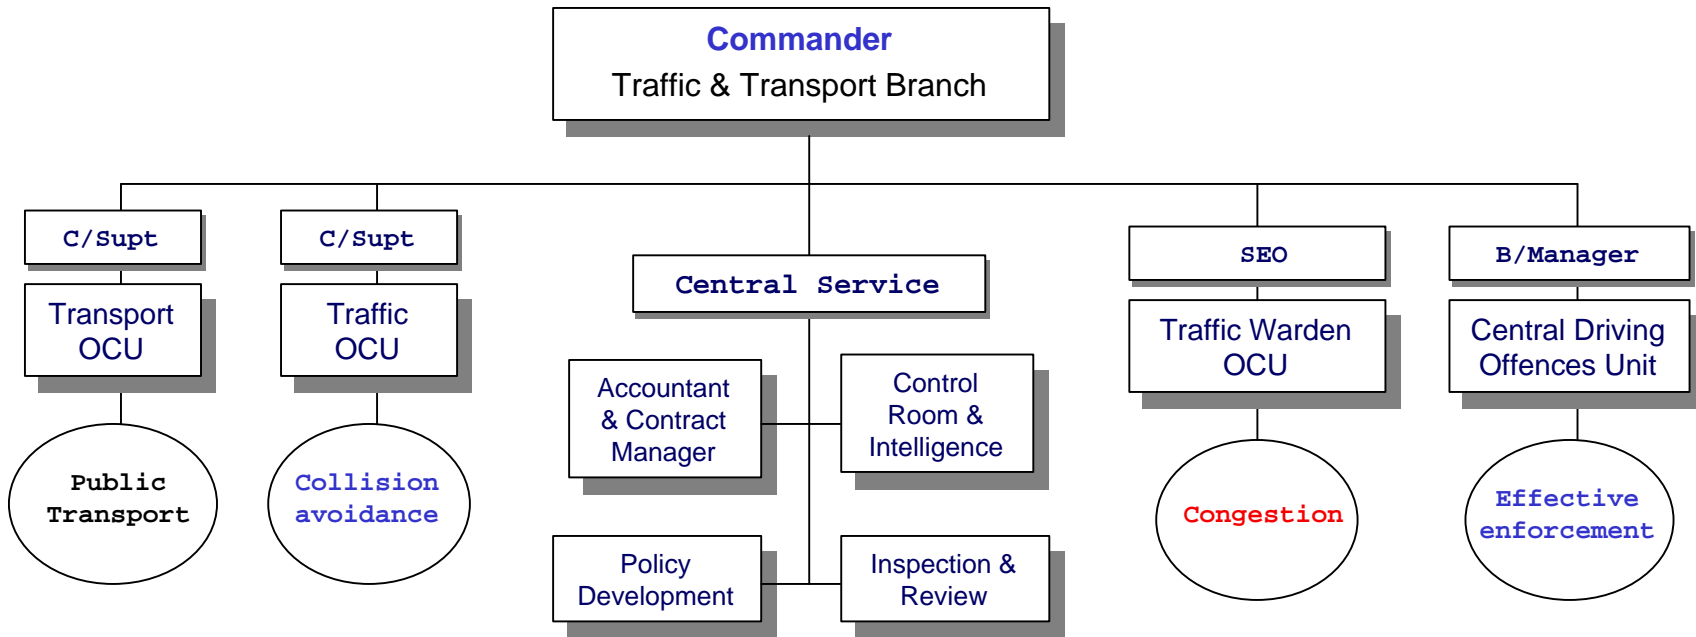 Commander
Traffic & Transport Branch
C/Supt
C/Supt
Central Service
SEO
B/Manager
Transport
OCU
Traffic
OCU
Traffic Warden
OCU
Central Driving
Offences Unit
Accountant
& Contract
Manager
Control
Room &
Intelligence
Public
Transport
Collision
avoidance
Congestion
Effective
enforcement
Policy
Development
Inspection &
Review